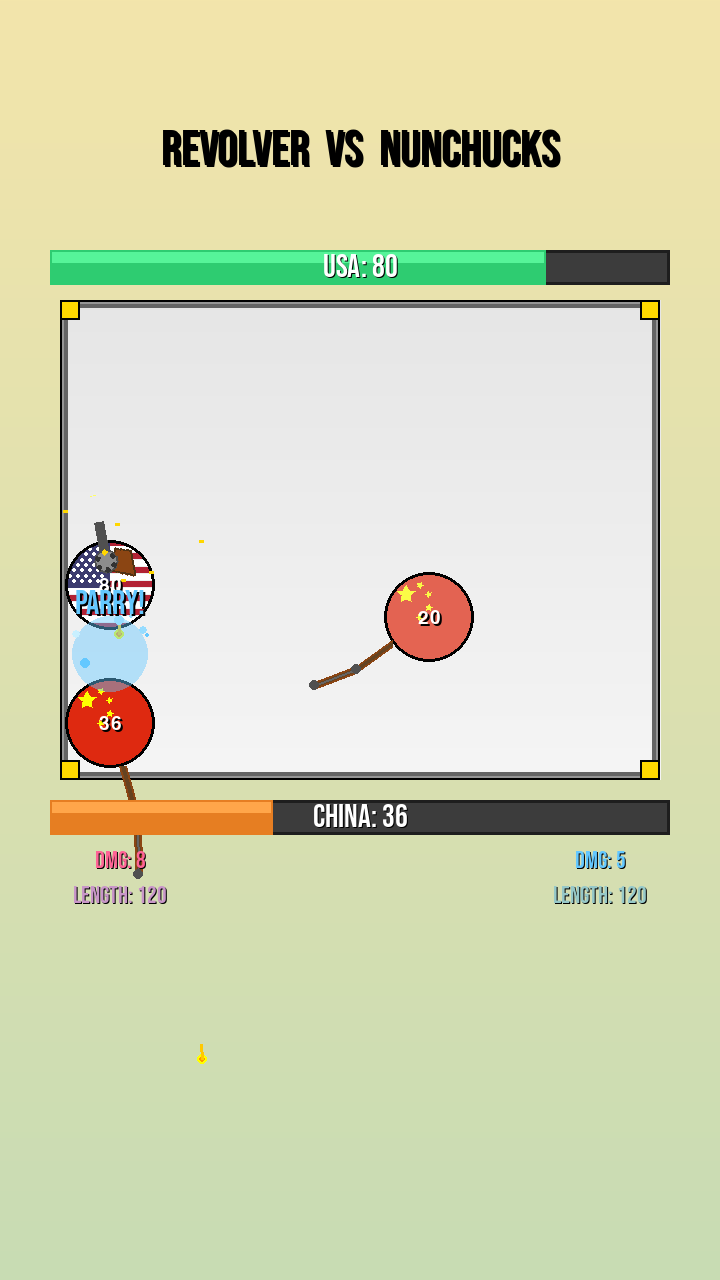 REVOLVER VS NUNCHUCKS
USA: 80
80
PARRY!
20
36
CHINA: 36
DMG: 8
DMG: 5
LENGTH: 120
LENGTH: 120